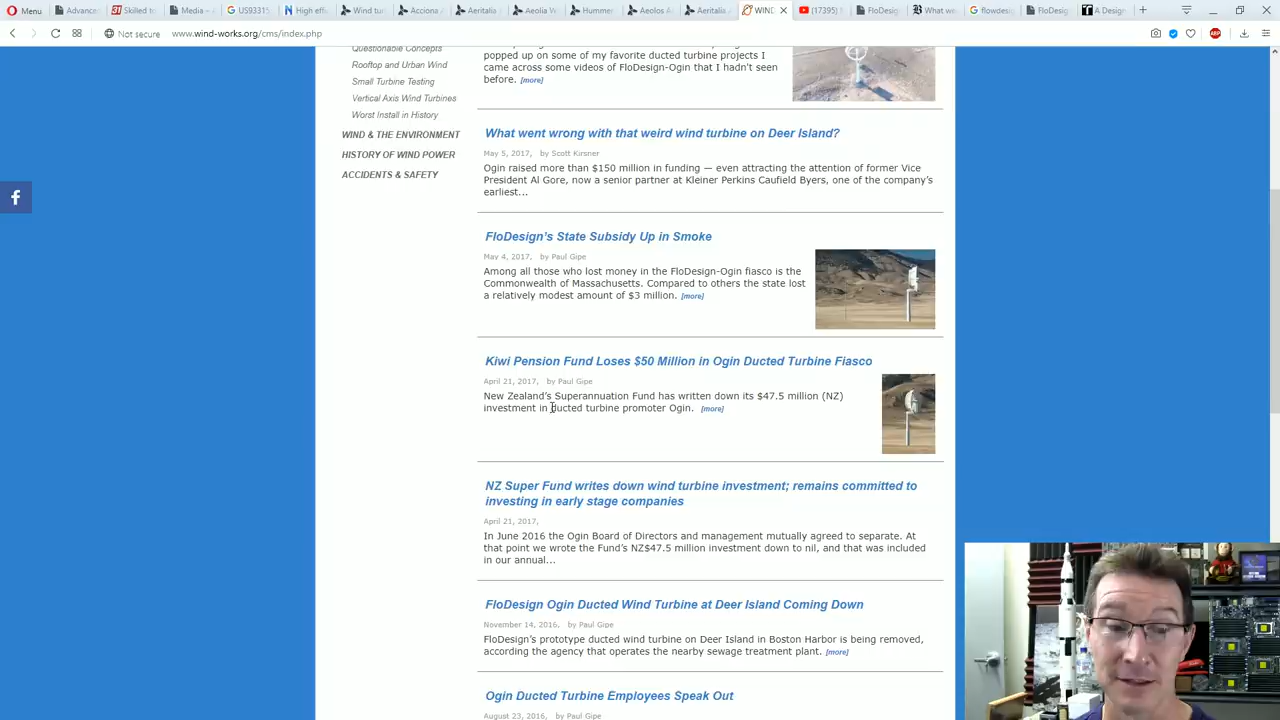 Menu
Advanc
Skilled to
Media –
US93315
High effi
Wind tur
Acciona
Aeritalia
Aeolia W
Humme
Aeolos
Aeritalia
WIND
(17395)
FloDesig
What we
flowdesig
FloDesig
A Design
Not secure www.wind-works.org/cms/index.php
Questionable Concepts
Rooftop and Urban Wind
Small Turbine Testing
Vertical Axis Wind Turbines
Worst Install in History
WIND & THE ENVIRONMENT
HISTORY OF WIND POWER
ACCIDENTS & SAFETY
popped up on some of my favorite ducted turbine projects I
came across some videos of FloDesign-Ogin that I hadn't seen
before. [more]
What went wrong with that weird wind turbine on Deer Island?
May 5, 2017, by Scott Kirsner
Ogin raised more than $150 million in funding — even attracting the attention of former Vice
President Al Gore, now a senior partner at Kleiner Perkins Caufield Byers, one of the company's
earliest...
FloDesign's State Subsidy Up in Smoke
May 4, 2017, by Paul Gipe
Among all those who lost money in the FloDesign-Ogin fiasco is the
Commonwealth of Massachusetts. Compared to others the state lost
a relatively modest amount of $3 million. [more]
Kiwi Pension Fund Loses $50 Million in Ogin Ducted Turbine Fiasco
April 21, 2017, by Paul Gipe
New Zealand's Superannuation Fund has written down its $47.5 million (NZ)
investment in ducted turbine promoter Ogin. [more]
NZ Super Fund writes down wind turbine investment; remains committed to
investing in early stage companies
April 21, 2017,
In June 2016 the Ogin Board of Directors and management mutually agreed to separate. At
that point we wrote the Fund's NZ$47.5 million investment down to nil, and that was included
in our annual...
FloDesign Ogin Ducted Wind Turbine at Deer Island Coming Down
November 14, 2016, by Paul Gipe
FloDesign's prototype ducted wind turbine on Deer Island in Boston Harbor is being removed,
according the agency that operates the nearby sewage treatment plant. [more]
Ogin Ducted Turbine Employees Speak Out
August 23, 2016, by Paul Gipe